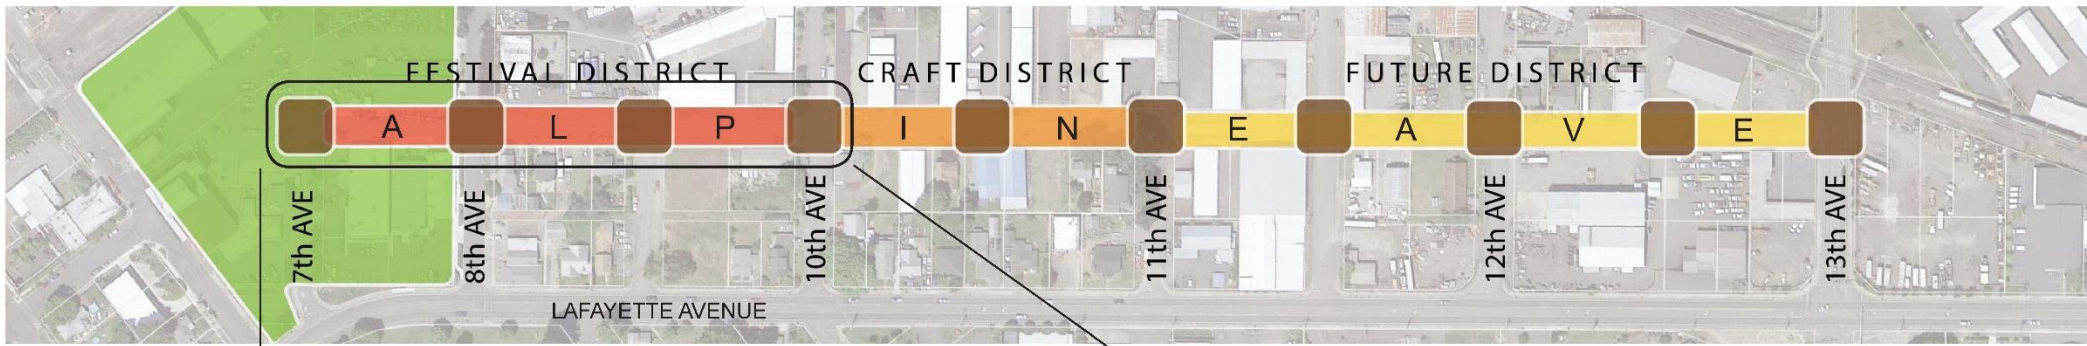 FESTIVAL DISTRICT CRAFT DISTRICT FUTURE DISTRICT
A L P I N E A V E
7th AVE 8th AVE 10th AVE 11th AVE 12th AVE 13th AVE
LAFAYETTE AVENUE